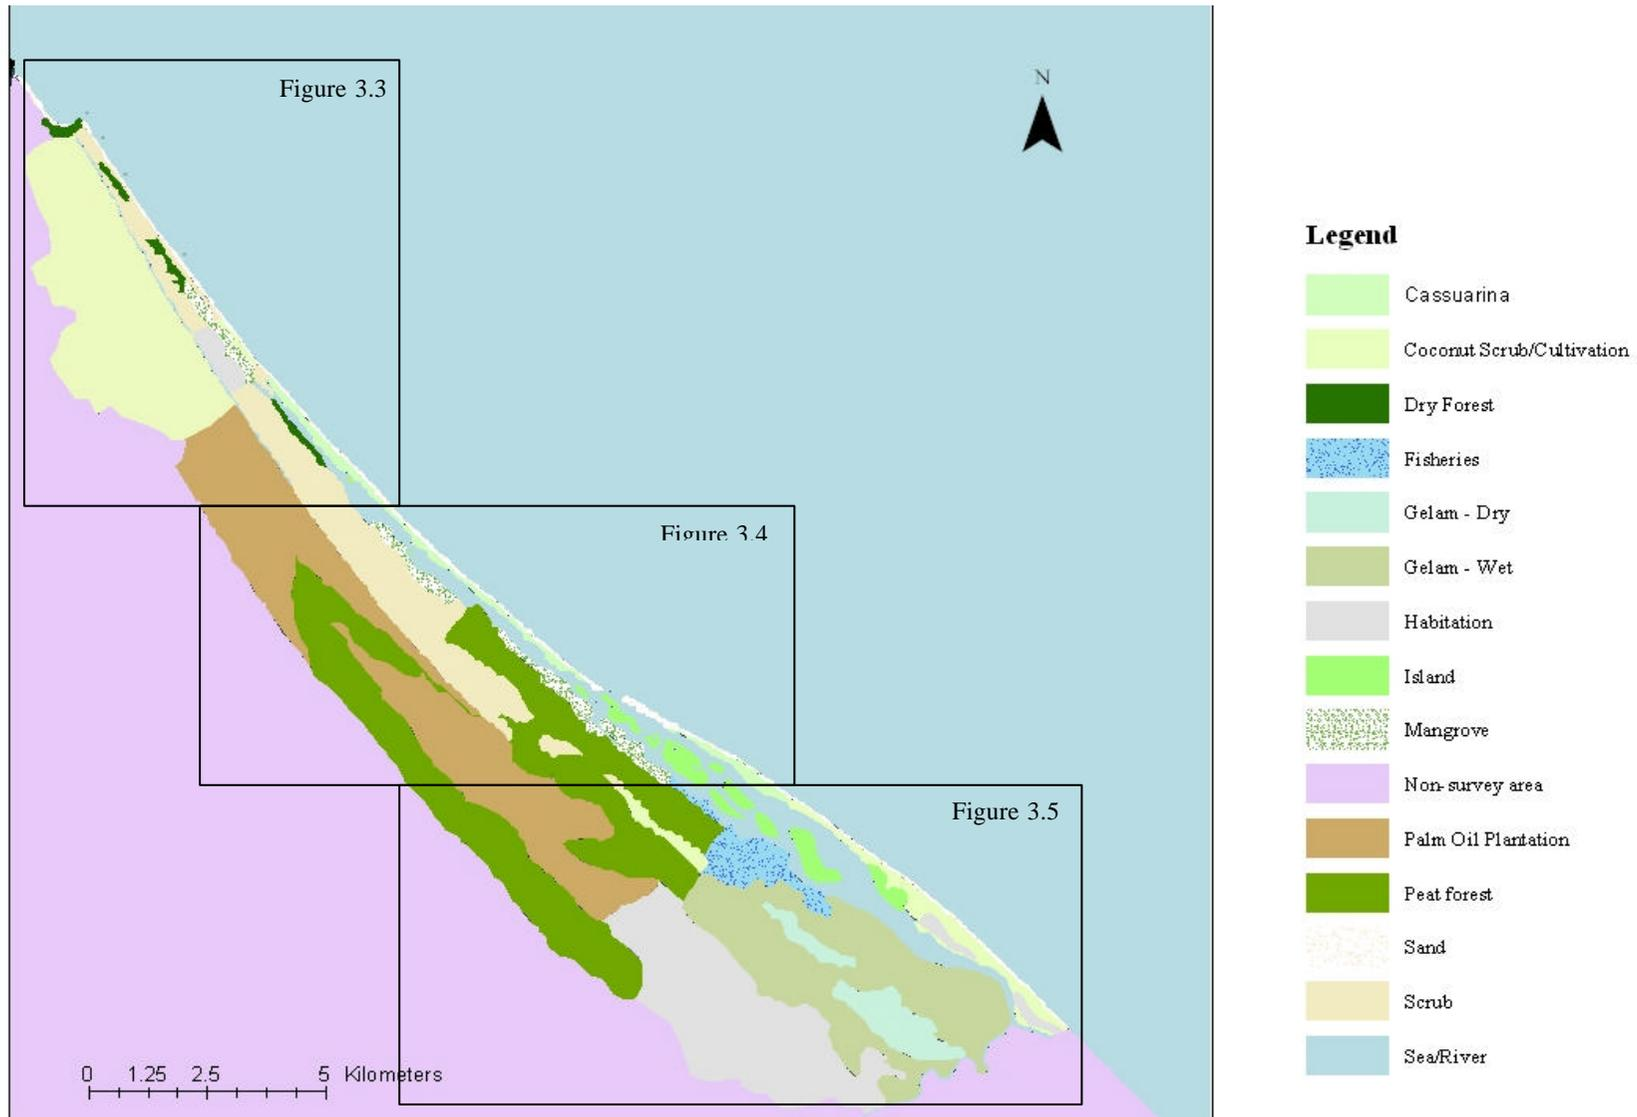 Figure 3.3
N
Figure 3.4
Figure 3.5
0 1.25 2.5 5 Kilometers
Legend
Cassuarina
Coconut Scrub/Cultivation
Dry Forest
Fisheries
Gelam - Dry
Gelam - Wet
Habitation
Island
Mangrove
Non-survey area
Palm Oil Plantation
Peat forest
Sand
Scrub
Sea/River